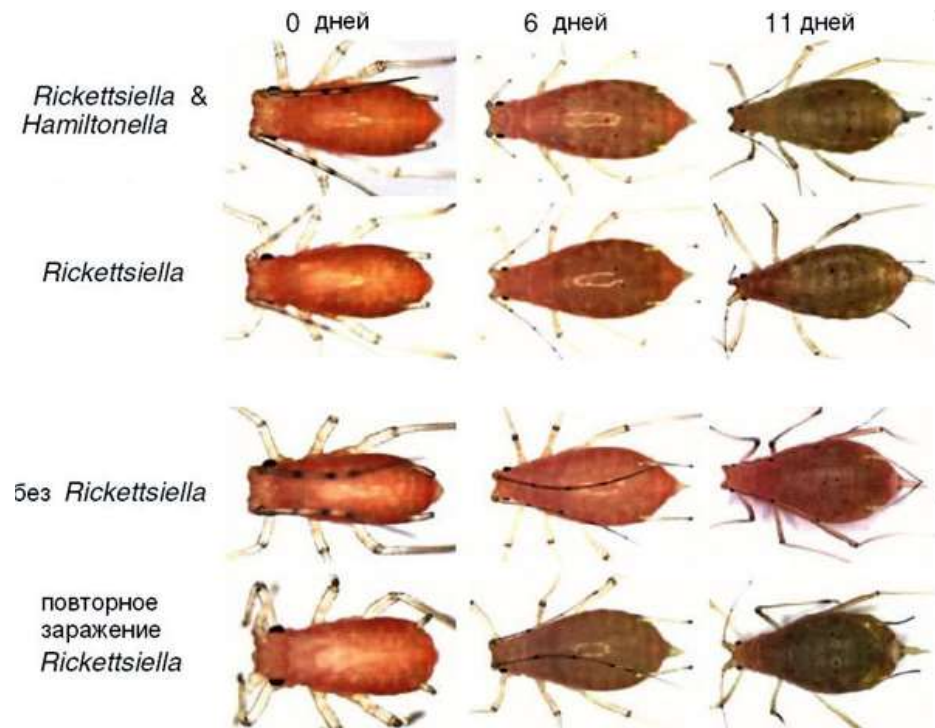 0 дней 6 дней 11 дней
Rickettsiella &
Hamiltonella
Rickettsiella
без Rickettsiella
повторное
заражение
Rickettsiella